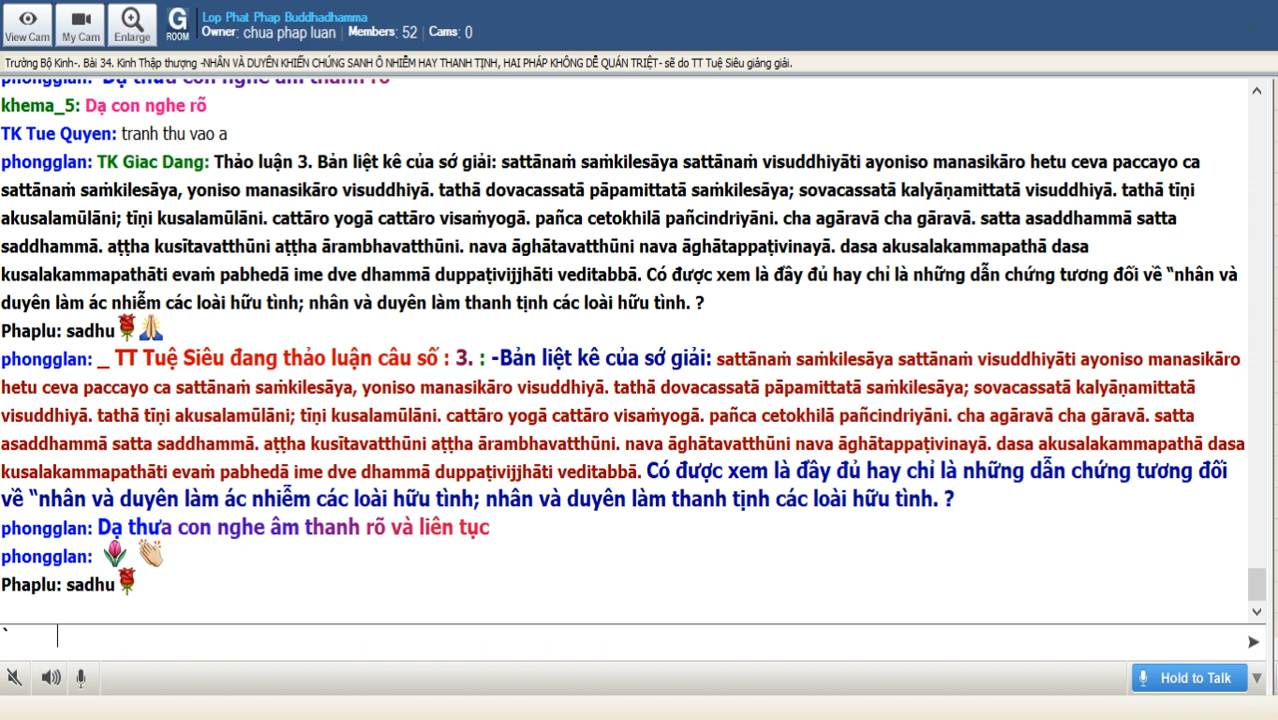 View Cam
My Cam
Enlarge
G
ROOM
Lop Phat Phap Buddhadhamma
Owner: chua phap luan | Members: 52 | Cams: 0
Trường Bộ Kinh-. Bài 34. Kinh Thập thượng -NHÂN VÀ DUYÊN KHIẾN CHÚNG SANH Ô NHIỄM HAY THANH TỊNH, HAI PHÁP KHÔNG DỄ QUÁN TRIỆT- sẽ do TT Tuệ Siêu giảng giải.
phongglan: Dạ thưa con nghe âm thanh rõ
khema_5: Dạ con nghe rõ
TK Tue Quyen: tranh thu vao a
phongglan: TK Giac Dang: Thảo luận 3. Bản liệt kê của sớ giải: sattānaṁ saṁkilesāya sattānaṁ visuddhiyāti ayoniso manasikāro hetu ceva paccayo ca
sattānaṁ saṁkilesāya, yoniso manasikāro visuddhiyā. tathā dovacassatā pāpamittatā saṁkilesāya; sovacassatā kalyāṇamittatā visuddhiyā. tathā tīṇi
akusalamūlāni; tīṇi kusalamūlāni. cattāro yogā cattāro visaṁyogā. pañca cetokhilā pañcindriyāni. cha agāravā cha gāravā. satta asaddhammā satta
saddhammā. aṭṭha kusītavatthūni aṭṭha ārambhavatthūni. nava āghātavatthūni nava āghātappaṭivinayā. dasa akusalakammapathā dasa
kusalakammapathāti evaṁ pabhedā ime dve dhammā duppaṭivijjhāti veditabbā. Có được xem là đầy đủ hay chỉ là những dẫn chứng tương đối về “nhân và
duyên làm ác nhiễm các loài hữu tình; nhân và duyên làm thanh tịnh các loài hữu tình. ?
Phaplu: sadhu
phongglan: _ TT Tuệ Siêu đang thảo luận câu số : 3. : -Bản liệt kê của sớ giải: sattānaṁ saṁkilesāya sattānaṁ visuddhiyāti ayoniso manasikāro
hetu ceva paccayo ca sattānaṁ saṁkilesāya, yoniso manasikāro visuddhiyā. tathā dovacassatā pāpamittatā saṁkilesāya; sovacassatā kalyāṇamittatā
visuddhiyā. tathā tīṇi akusalamūlāni; tīṇi kusalamūlāni. cattāro yogā cattāro visaṁyogā. pañca cetokhilā pañcindriyāni. cha agāravā cha gāravā. satta
asaddhammā satta saddhammā. aṭṭha kusītavatthūni aṭṭha ārambhavatthūni. nava āghātavatthūni nava āghātappaṭivinayā. dasa akusalakammapathā dasa
kusalakammapathāti evaṁ pabhedā ime dve dhammā duppaṭivijjhāti veditabbā. Có được xem là đầy đủ hay chỉ là những dẫn chứng tương đối
về “nhân và duyên làm ác nhiễm các loài hữu tình; nhân và duyên làm thanh tịnh các loài hữu tình. ?
phongglan: Dạ thưa con nghe âm thanh rõ và liên tục
phongglan:
Phaplu: sadhu
`
Hold to Talk